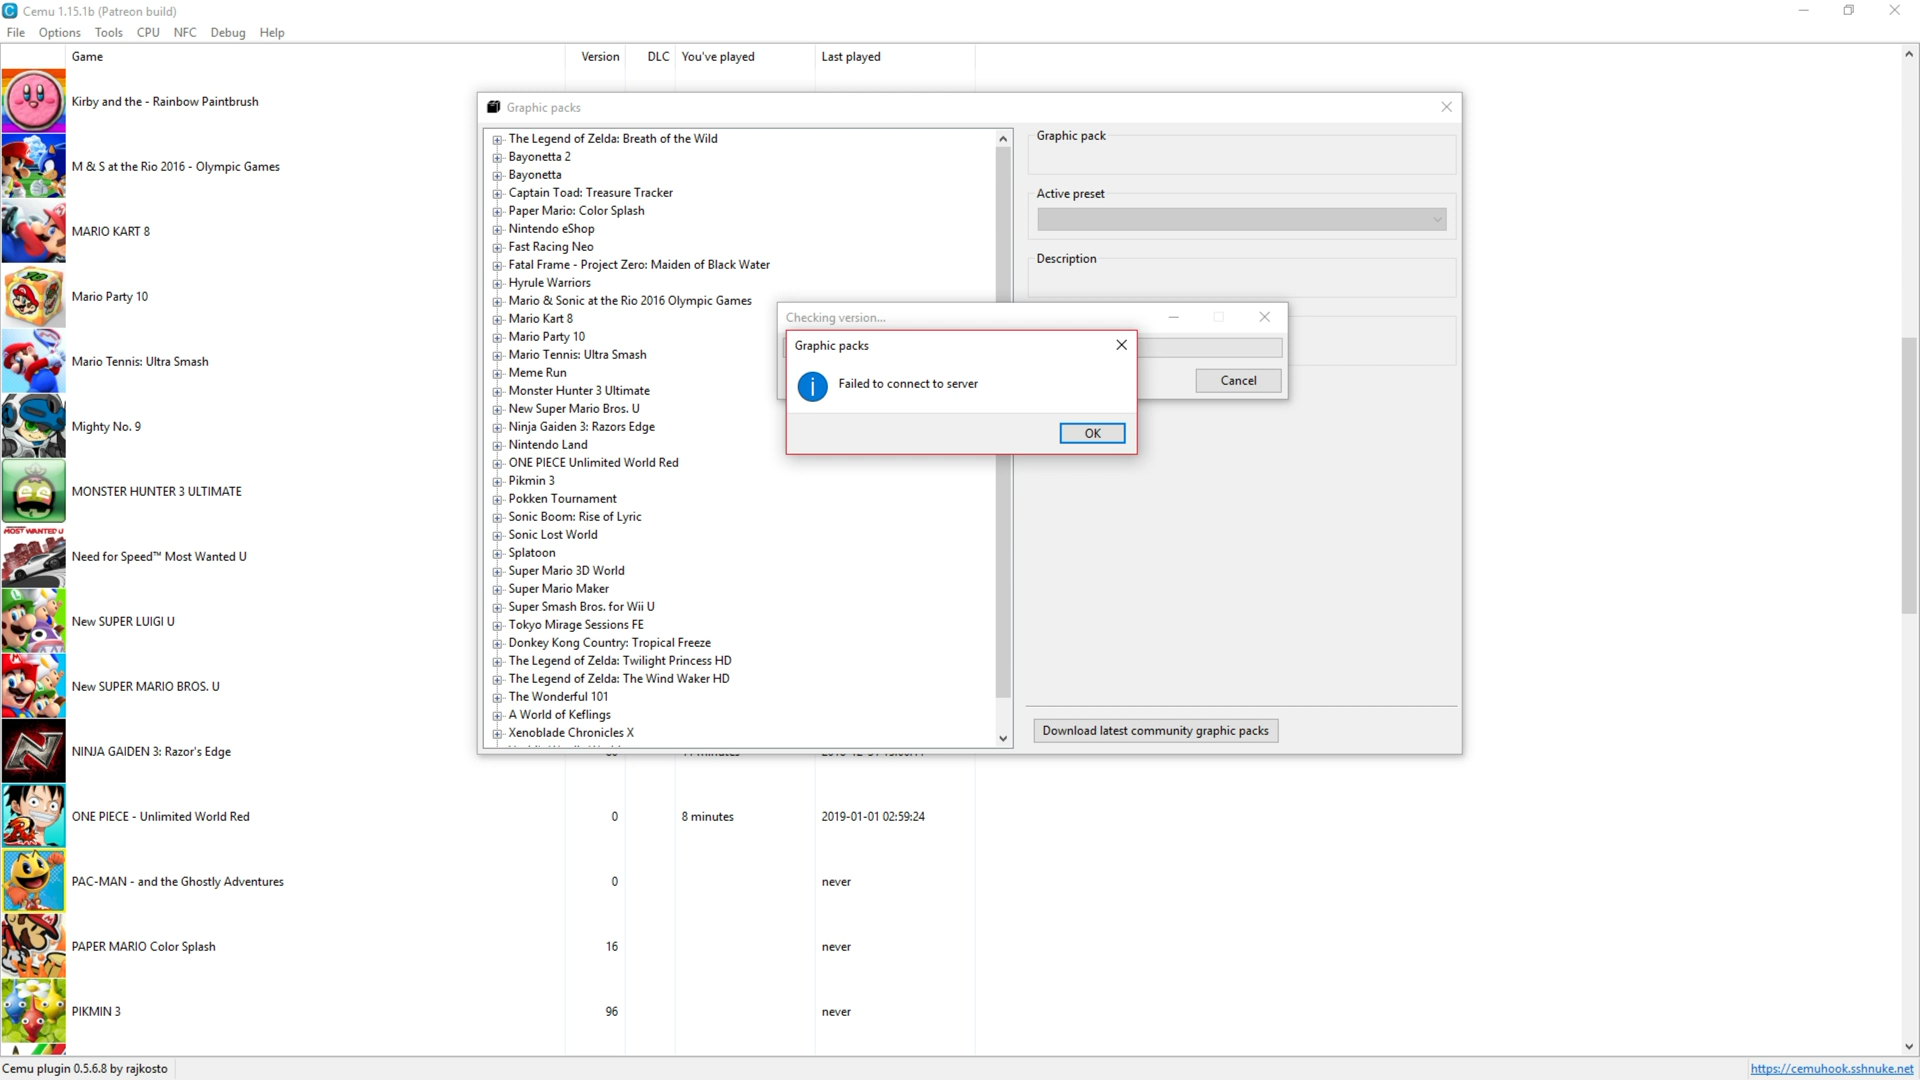 Cemu 1.15.1b (Patreon build)
File Options Tools CPU NFC Debug Help
Game Version DLC You've played Last played
Kirby and the - Rainbow Paintbrush
M & S at the Rio 2016 - Olympic Games
MARIO KART 8
Mario Party 10
Mario Tennis: Ultra Smash
Mighty No. 9
MONSTER HUNTER 3 ULTIMATE
MOST WANTED U
Need for Speed™ Most Wanted U
New SUPER LUIGI U
New SUPER MARIO BROS. U
NINJA GAIDEN 3: Razor's Edge
ONE PIECE - Unlimited World Red 0 8 minutes 2019-01-01 02:59:24
PAC-MAN - and the Ghostly Adventures 0 never
PAPER MARIO Color Splash 16 never
PIKMIN 3 96 never
Graphic packs
The Legend of Zelda: Breath of the Wild
Bayonetta 2
Bayonetta
Captain Toad: Treasure Tracker
Paper Mario: Color Splash
Nintendo eShop
Fast Racing Neo
Fatal Frame - Project Zero: Maiden of Black Water
Hyrule Warriors
Mario & Sonic at the Rio 2016 Olympic Games
Mario Kart 8
Mario Party 10
Mario Tennis: Ultra Smash
Meme Run
Monster Hunter 3 Ultimate
New Super Mario Bros. U
Ninja Gaiden 3: Razors Edge
Nintendo Land
ONE PIECE Unlimited World Red
Pikmin 3
Pokken Tournament
Sonic Boom: Rise of Lyric
Sonic Lost World
Splatoon
Super Mario 3D World
Super Mario Maker
Super Smash Bros. for Wii U
Tokyo Mirage Sessions FE
Donkey Kong Country: Tropical Freeze
The Legend of Zelda: Twilight Princess HD
The Legend of Zelda: The Wind Waker HD
The Wonderful 101
A World of Keflings
Xenoblade Chronicles X
Graphic pack
Active preset
Description
Download latest community graphic packs
Checking version...
Cancel
Graphic packs
Failed to connect to server
OK
Cemu plugin 0.5.6.8 by rajkosto
https://cemuhook.sshnuke.net